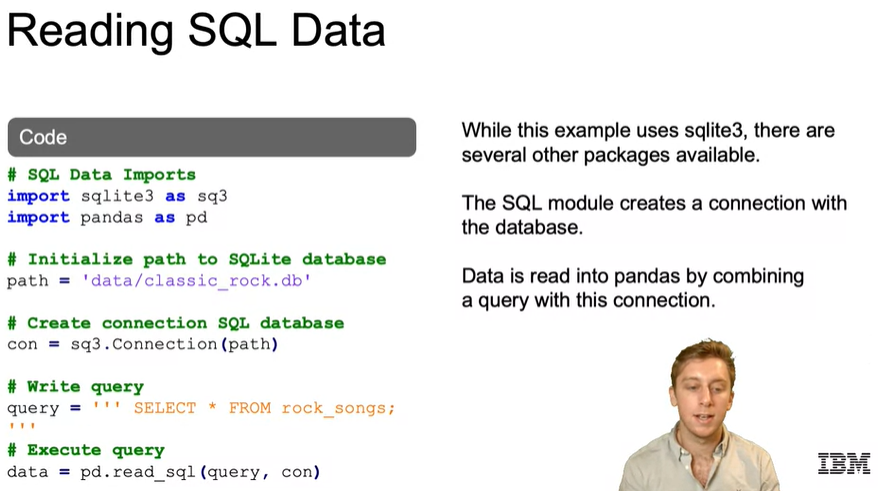 Reading SQL Data
Code
# SQL Data Imports
import sqlite3 as sq3
import pandas as pd
# Initialize path to SQLite database
path = 'data/classic_rock.db'
# Create connection SQL database
con = sq3.Connection(path)
# Write query
query = ''' SELECT * FROM rock_songs;
'''
# Execute query
data = pd.read_sql(query, con)
While this example uses sqlite3, there are
several other packages available.
The SQL module creates a connection with
the database.
Data is read into pandas by combining
a query with this connection.
IBM